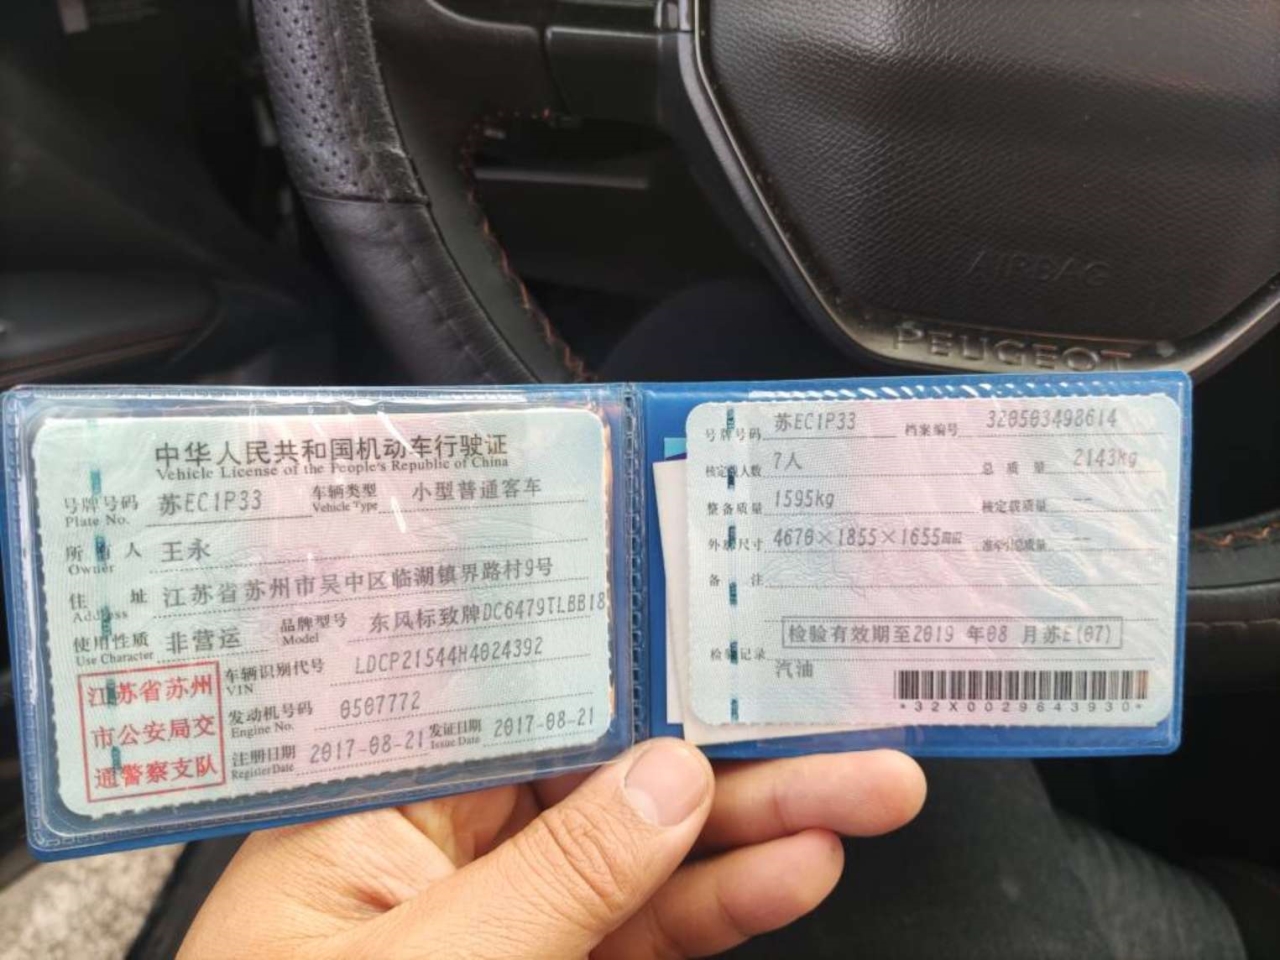 AIRBAG
PEUGEOT
中华人民共和国机动车行驶证
Vehicle License of the People's Republic of China
号牌号码 苏EC1P33 车辆类型 小型普通客车
Plate No. Vehicle Type
所有人 王永
Owner
住址 江苏省苏州市吴中区临湖镇界路村9号
Address
使用性质 非营运 品牌型号 东风标致牌DC6479TLBB18
Use Character Model
车辆识别代号 LDCP21544H4024392
VIN
发动机号码 0507772
Engine No.
注册日期 2017-08-21 发证日期 2017-08-21
Register Date Issue Date
江苏省苏州
市公安局交
通警察支队
号牌号码 苏EC1P33 档案编号 320503498614
核定载人数 7人 总质量 2143kg
整备质量 1595kg 核定载质量 --
外廓尺寸 4670×1855×1655 准牵引总质量 --
备注
检验有效期至2019年08月苏E(07)
检验记录
汽油
*32X0029643930*